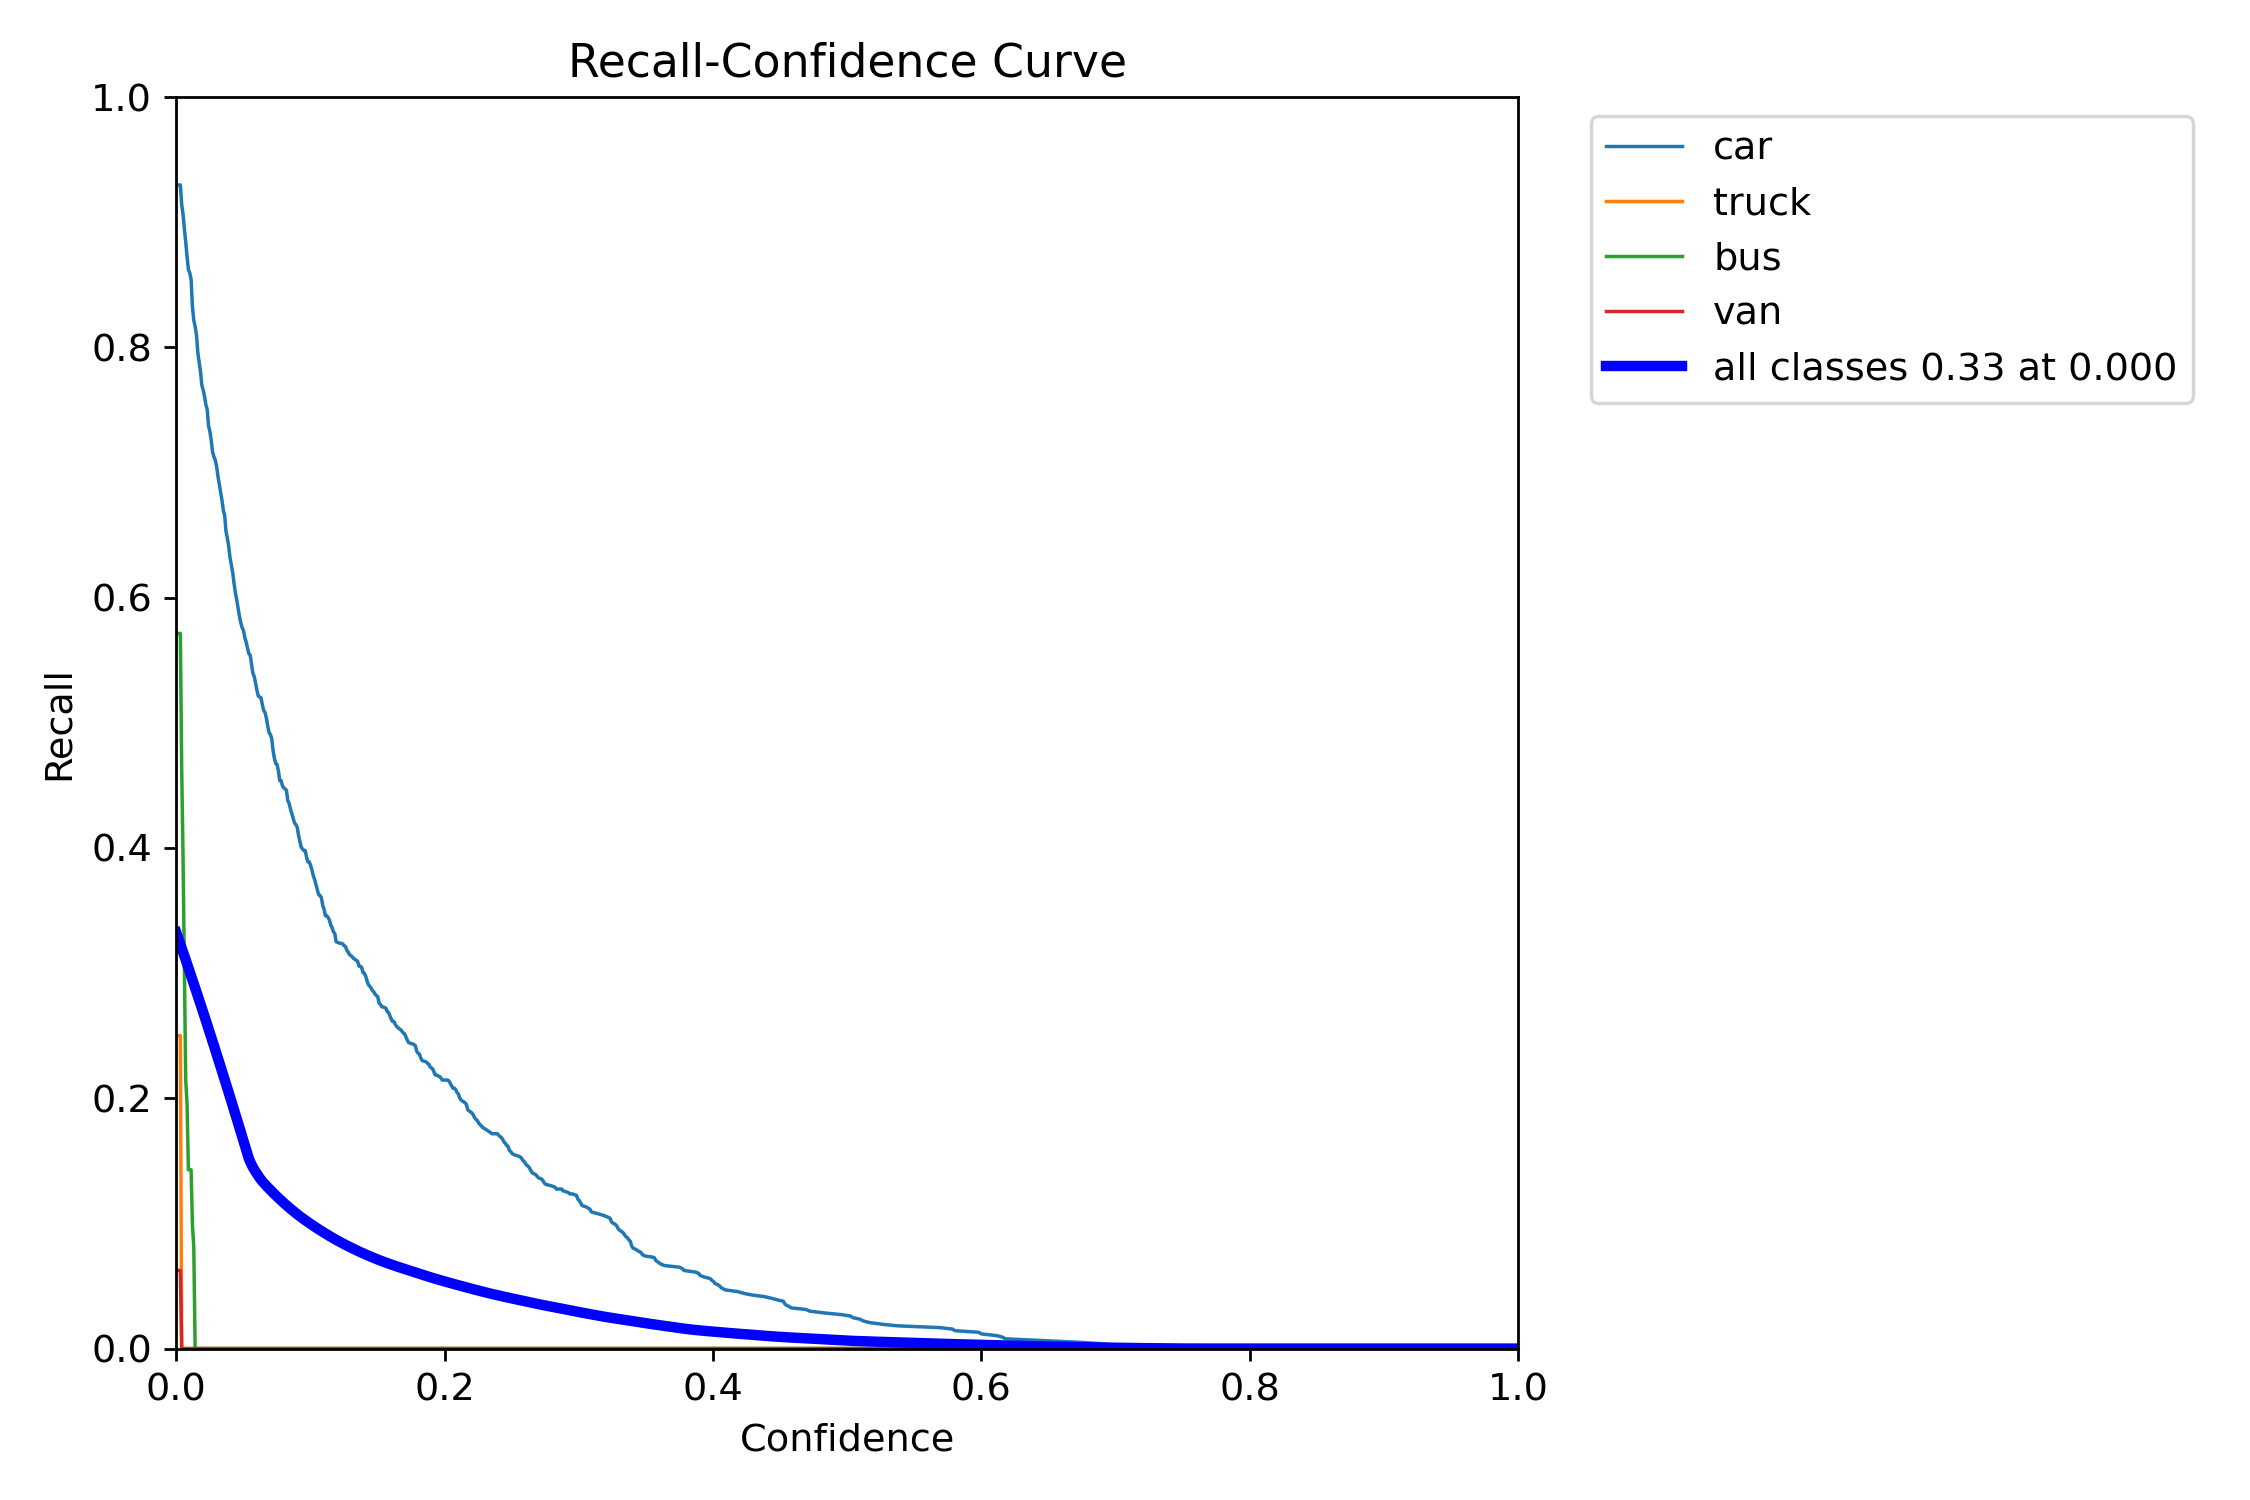 Recall-Confidence Curve
1.0
0.8
0.6
0.4
0.2
0.0
Recall
0.0 0.2 0.4 0.6 0.8 1.0
Confidence
car
truck
bus
van
all classes 0.33 at 0.000